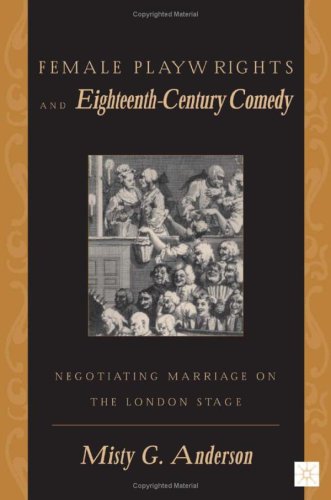 FEMALE PLAYWRIGHTS
AND Eighteenth-Century Comedy
NEGOTIATING MARRIAGE ON
THE LONDON STAGE
Misty G. Anderson